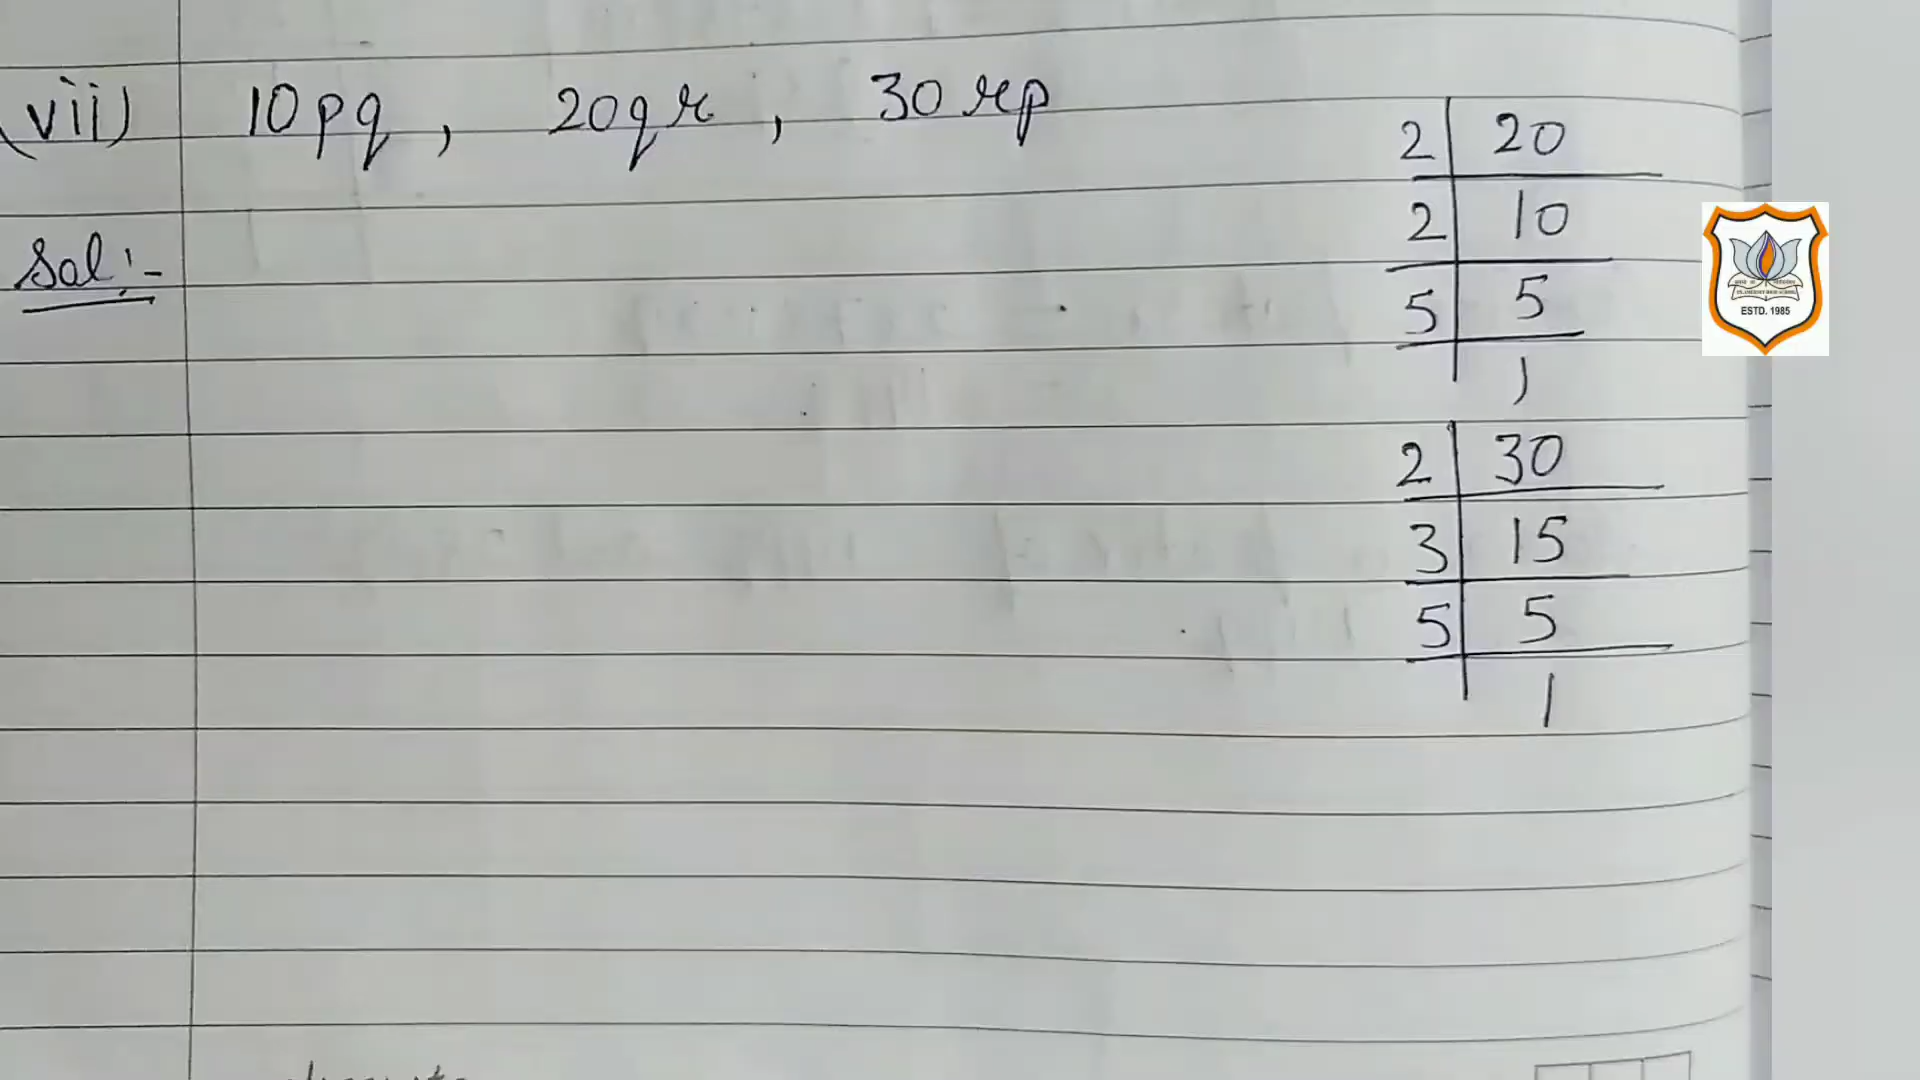 (vii) 10pq, 20qr, 30rp
Sol:-
2 | 20
2 | 10
5 | 5
1
2 | 30
3 | 15
5 | 5
1
ESTD. 1985